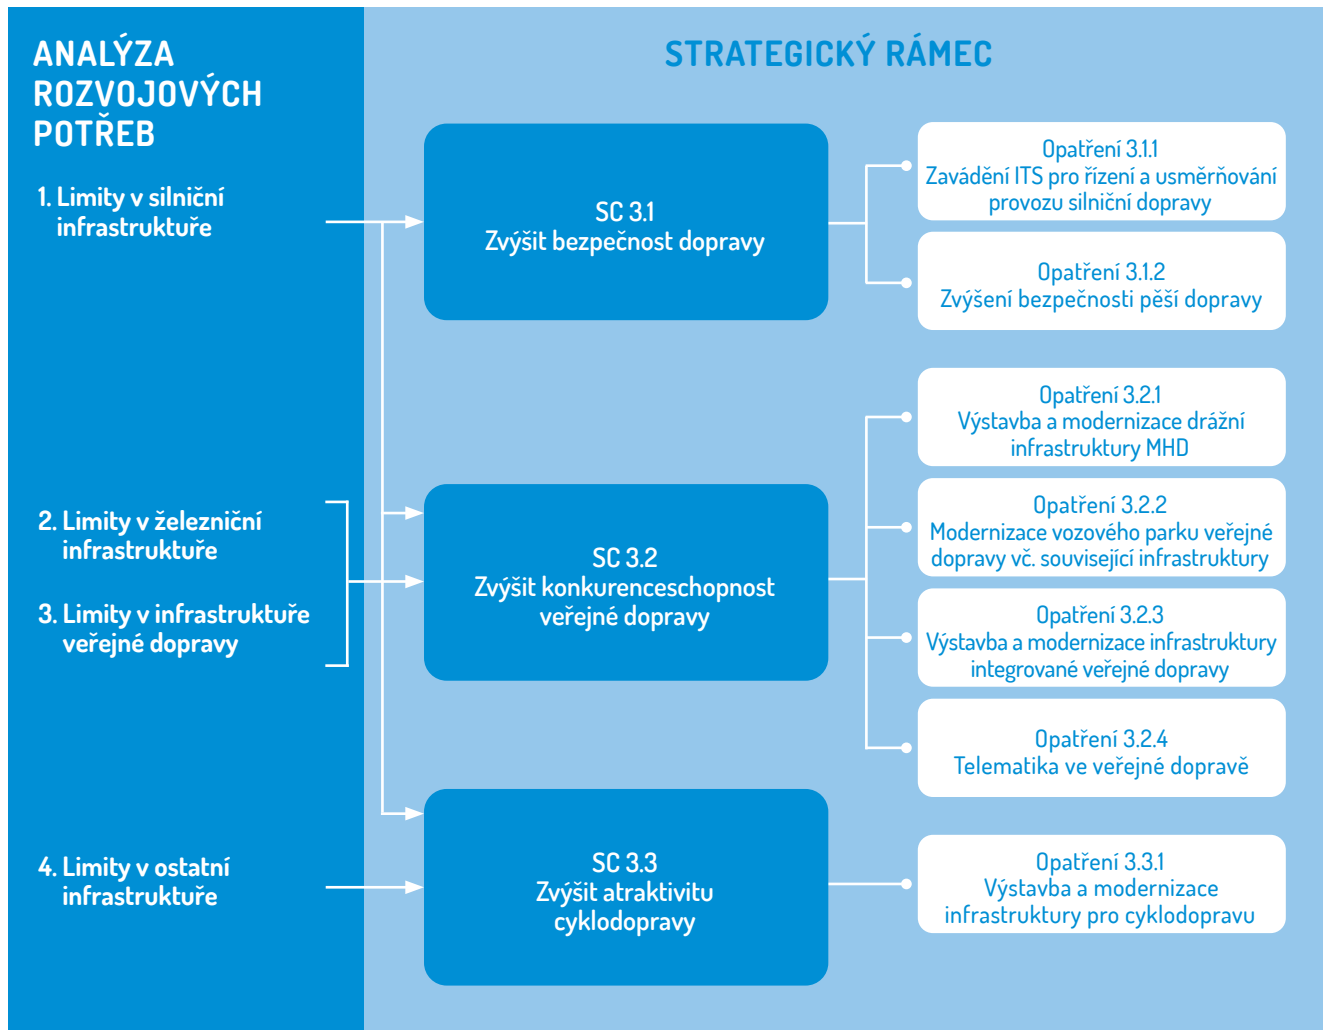 ANALÝZA
ROZVOJOVÝCH
POTŘEB
1. Limity v silniční
infrastruktuře
2. Limity v železniční
infrastruktuře
3. Limity v infrastruktuře
veřejné dopravy
4. Limity v ostatní
infrastruktuře
STRATEGICKÝ RÁMEC
SC 3.1
Zvýšit bezpečnost dopravy
Opatření 3.1.1
Zavádění ITS pro řízení a usměrňování
provozu silniční dopravy
Opatření 3.1.2
Zvýšení bezpečnosti pěší dopravy
SC 3.2
Zvýšit konkurenceschopnost
veřejné dopravy
Opatření 3.2.1
Výstavba a modernizace drážní
infrastruktury MHD
Opatření 3.2.2
Modernizace vozového parku veřejné
dopravy vč. související infrastruktury
Opatření 3.2.3
Výstavba a modernizace infrastruktury
integrované veřejné dopravy
Opatření 3.2.4
Telematika ve veřejné dopravě
SC 3.3
Zvýšit atraktivitu
cyklodopravy
Opatření 3.3.1
Výstavba a modernizace
infrastruktury pro cyklodopravu